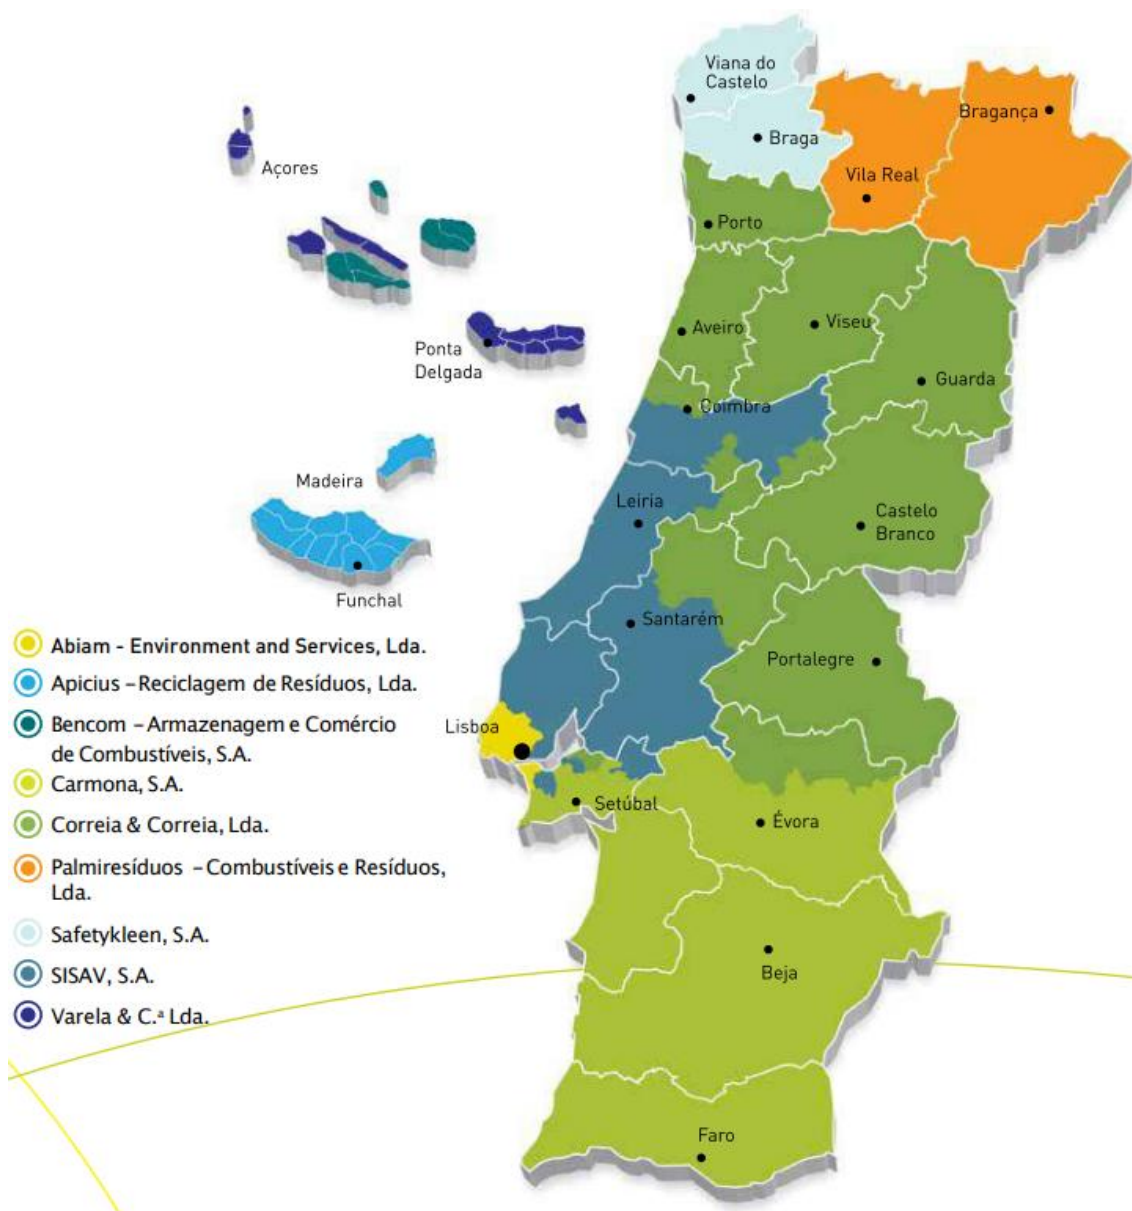 Viana do
Castelo
Bragança
Braga
Açores
Vila Real
Porto
Aveiro
Viseu
Ponta
Delgada
Guarda
Coimbra
Madeira
Leiria
Castelo
Branco
Funchal
Santarém
Portalegre
Lisboa
Setúbal
Évora
Beja
Faro
Abiam - Environment and Services, Lda.
Apicius – Reciclagem de Resíduos, Lda.
Bencom – Armazenagem e Comércio
de Combustíveis, S.A.
Carmona, S.A.
Correia & Correia, Lda.
Palmiresíduos – Combustíveis e Resíduos,
Lda.
Safetykleen, S.A.
SISAV, S.A.
Varela & C.ª Lda.